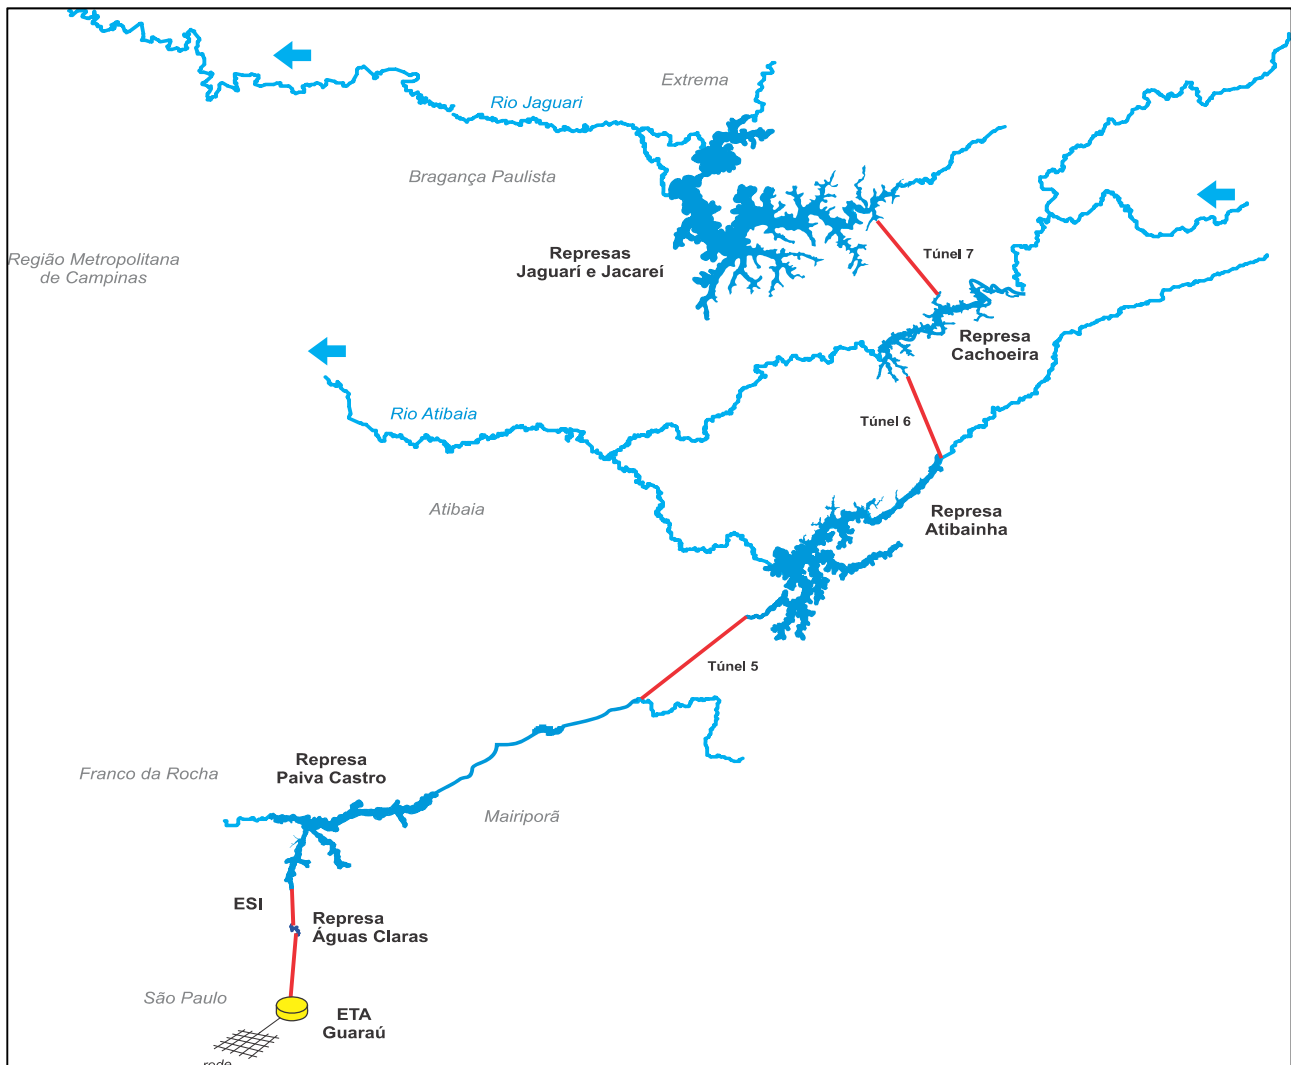 Extrema
Rio Jaguari
Bragança Paulista
Região Metropolitana
de Campinas
Represas
Jaguarí e Jacareí
Túnel 7
Represa
Cachoeira
Rio Atibaia
Túnel 6
Atibaia
Represa
Atibainha
Túnel 5
Represa
Paiva Castro
Franco da Rocha
Mairiporã
ESI
Represa
Águas Claras
São Paulo
ETA
Guaraú
rede